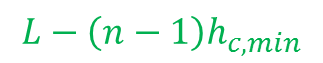 L − (n − 1)h_{c,min}